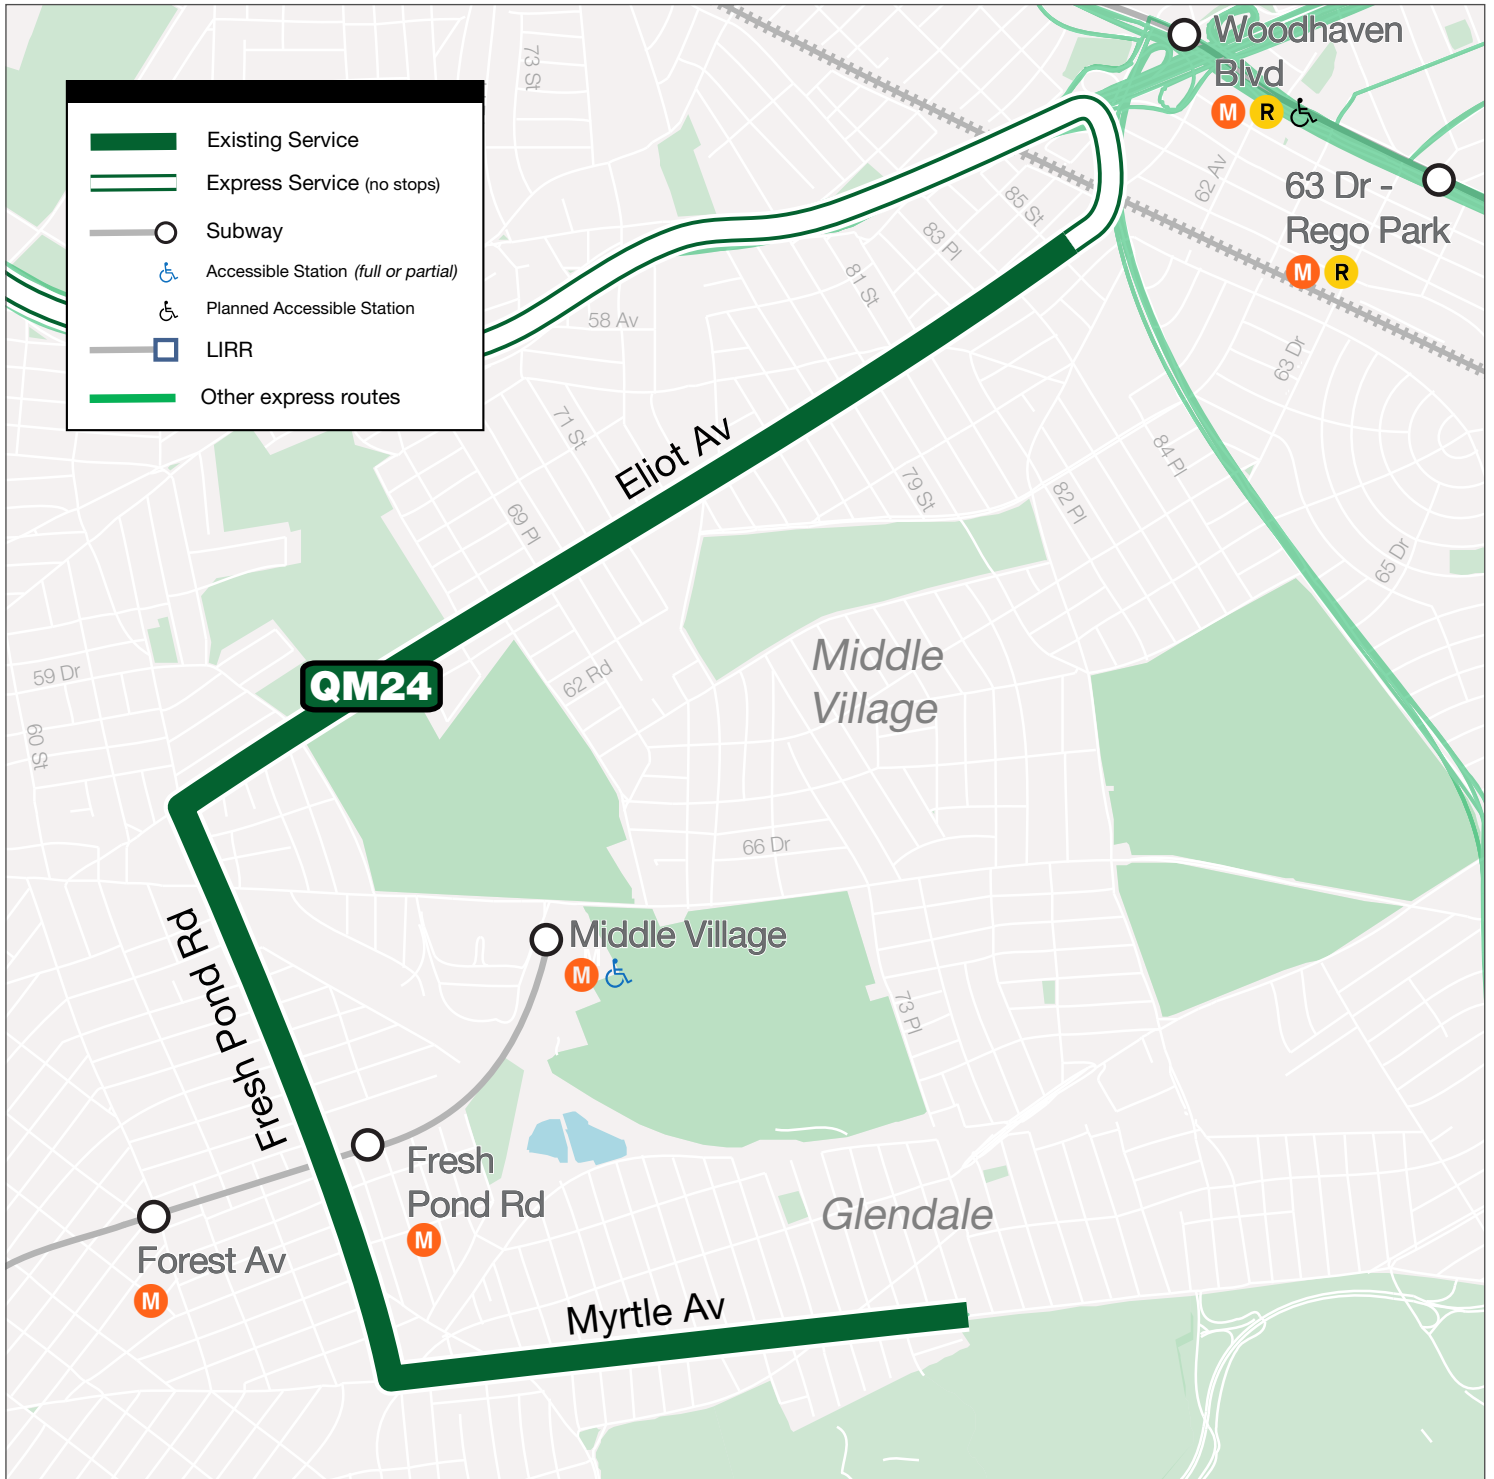 Existing Service
Express Service (no stops)
Subway
Accessible Station (full or partial)
Planned Accessible Station
LIRR
Other express routes
73 St
Woodhaven
Blvd
M R
62 Av
63 Dr -
Rego Park
M R
85 St
83 Pl
81 St
58 Av
63 Dr
71 St
Eliot Av
84 Pl
79 St
82 Pl
69 Pl
65 Dr
Middle
Village
59 Dr
62 Rd
QM24
60 St
66 Dr
Fresh Pond Rd
Middle Village
M
73 Pl
Fresh
Pond Rd
M
Glendale
Forest Av
M
Myrtle Av